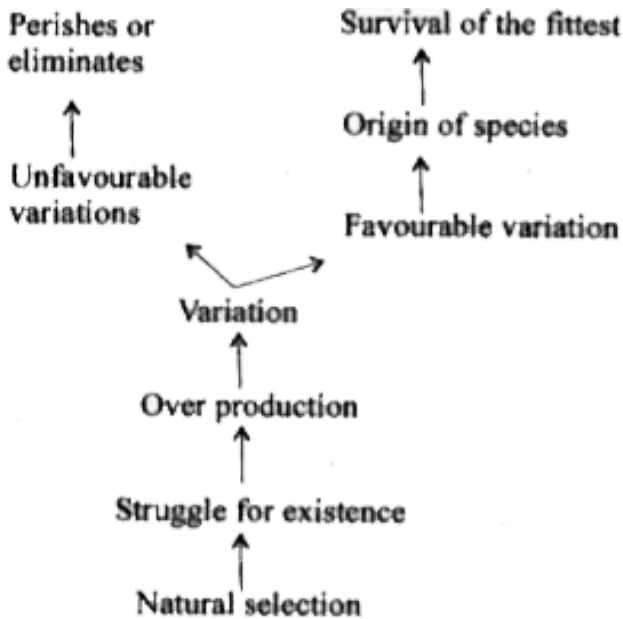 Perishes or
eliminates
Survival of the fittest
Origin of species
Unfavourable
variations
Favourable variation
Variation
Over production
Struggle for existence
Natural selection